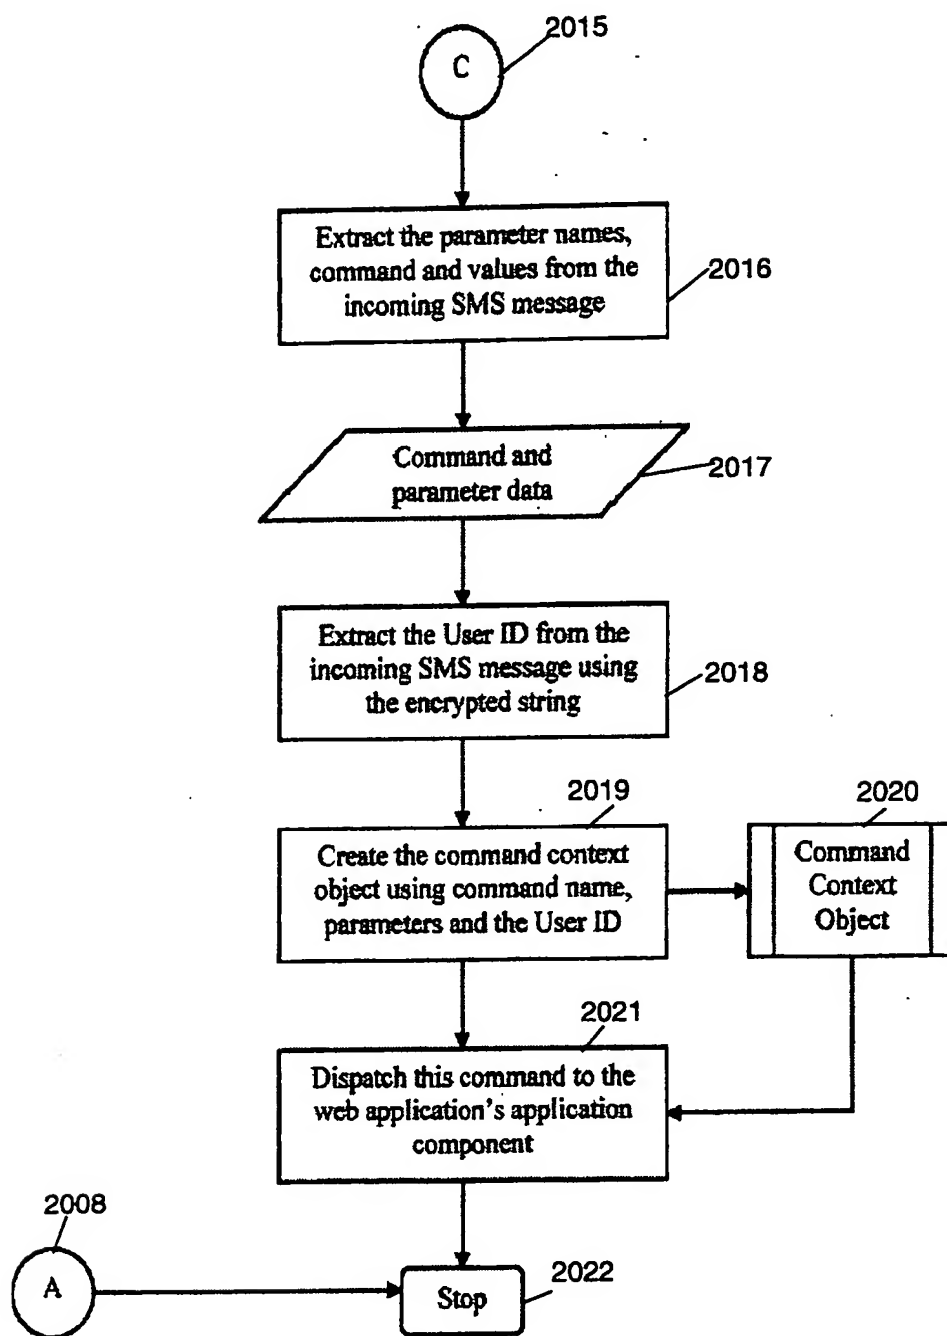 2015
C
Extract the parameter names,
command and values from the
incoming SMS message
2016
Command and
parameter data
2017
Extract the User ID from the
incoming SMS message using
the encrypted string
2018
2019
Create the command context
object using command name,
parameters and the User ID
2020
Command
Context
Object
2021
Dispatch this command to the
web application's application
component
2008
A
Stop
2022